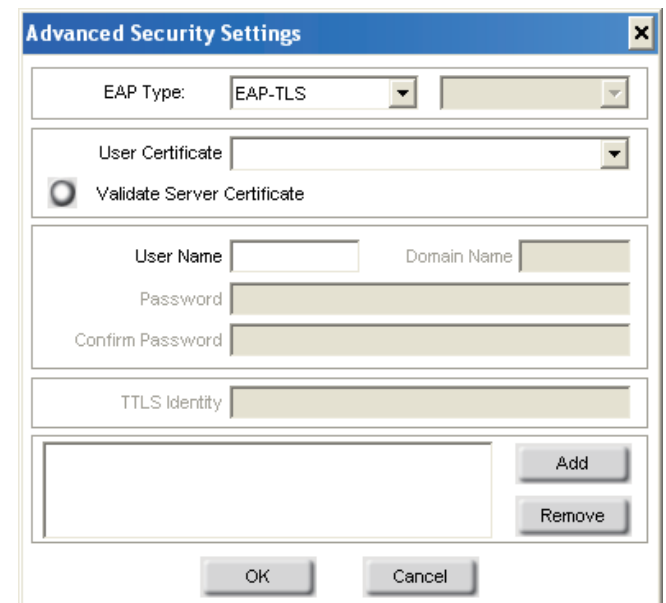 Advanced Security Settings
EAP Type: EAP-TLS
User Certificate
Validate Server Certificate
User Name Domain Name
Password
Confirm Password
TTLS Identity
Add
Remove
OK Cancel